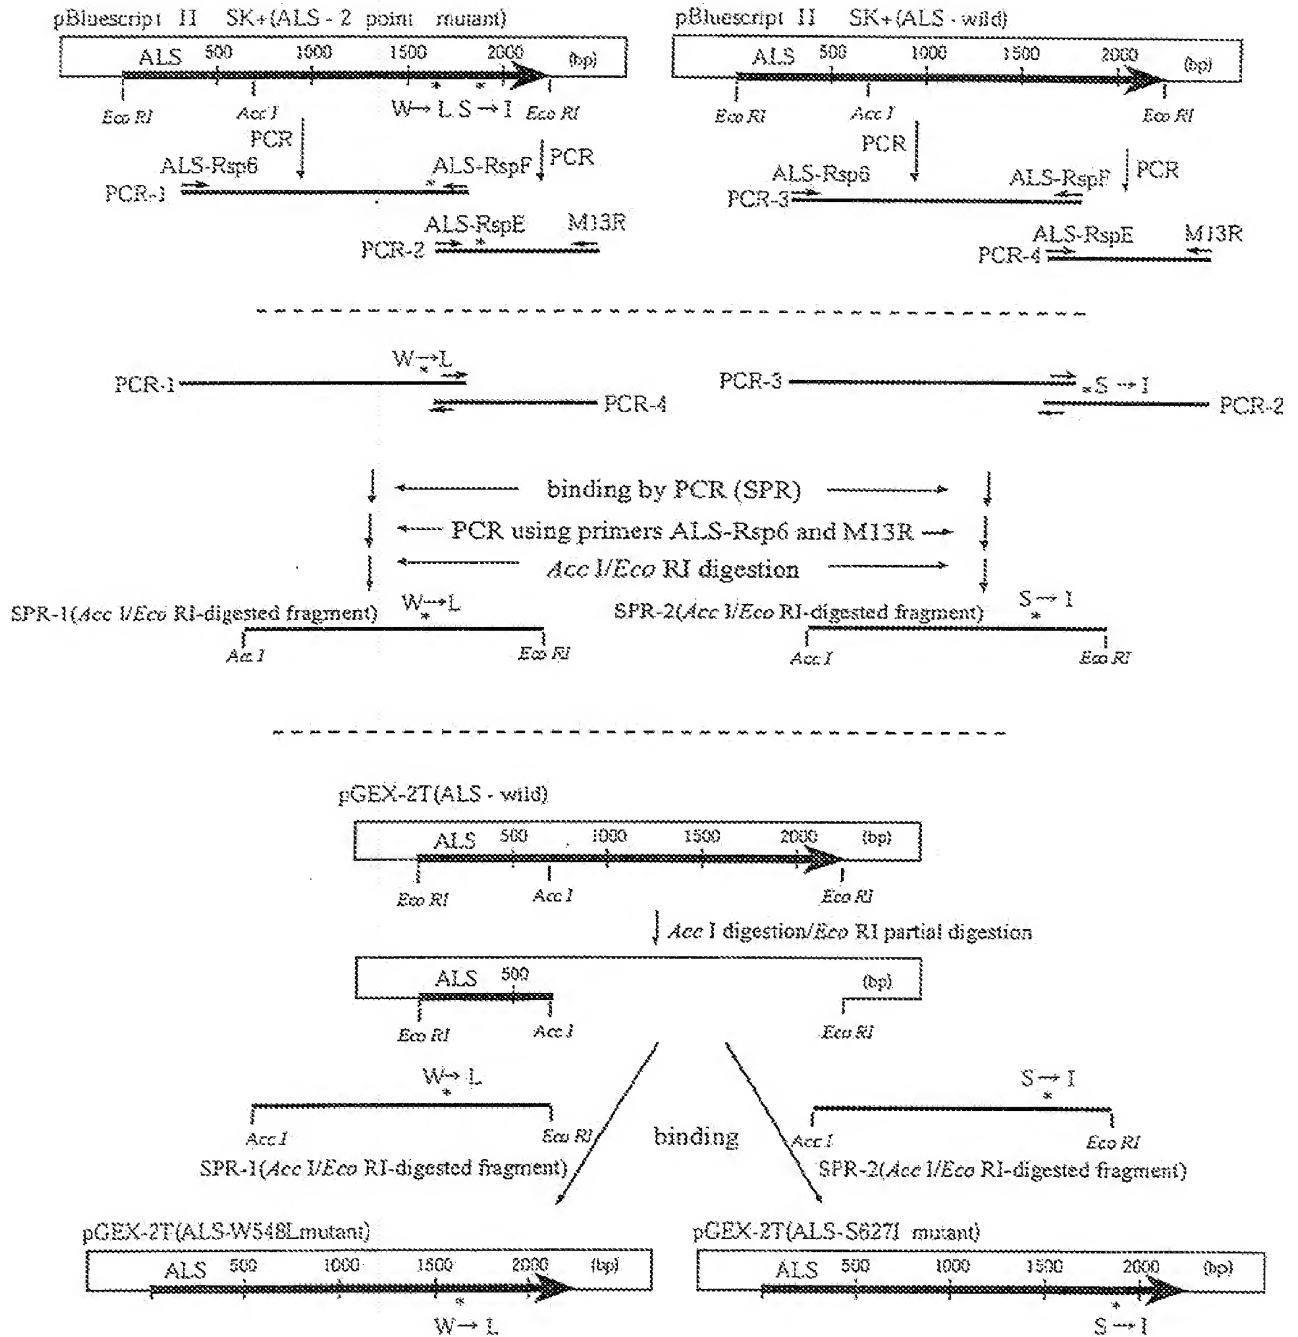 pBluescript II SK+(ALS - 2 point mutant)
pBluescript II SK+(ALS - wild)
ALS 500 1000 1500 2000 (bp)
ALS 500 1000 1500 2000 (bp)
* *
Eco RI Acc I W→L S→I Eco RI
Eco RI Acc I Eco RI
PCR PCR
PCR PCR
ALS-Rsp6 ALS-RspF
ALS-Rsp6 ALS-RspF
PCR-1 *
PCR-3
ALS-RspE M13R
ALS-RspE M13R
PCR-2 *
PCR-4
W→L
*
PCR-1
PCR-3
*S→I
PCR-4
PCR-2
binding by PCR (SPR)
PCR using primers ALS-Rsp6 and M13R
Acc I/Eco RI digestion
SPR-1(Acc I/Eco RI-digested fragment) W→L
*
SPR-2(Acc I/Eco RI-digested fragment) S→I
*
Acc I Eco RI
Acc I Eco RI
pGEX-2T(ALS - wild)
ALS 500 1000 1500 2000 (bp)
Eco RI Acc I Eco RI
Acc I digestion/Eco RI partial digestion
ALS 500 (bp)
Eco RI Acc I Eco RI
W→L
*
S→I
*
Acc I Eco RI
binding
Acc I Eco RI
SPR-1(Acc I/Eco RI-digested fragment)
SPR-2(Acc I/Eco RI-digested fragment)
pGEX-2T(ALS-W548Lmutant)
pGEX-2T(ALS-S627I mutant)
ALS 500 1000 1500 2000 (bp)
ALS 500 1000 1500 2000 (bp)
*
W→L
*
S→I